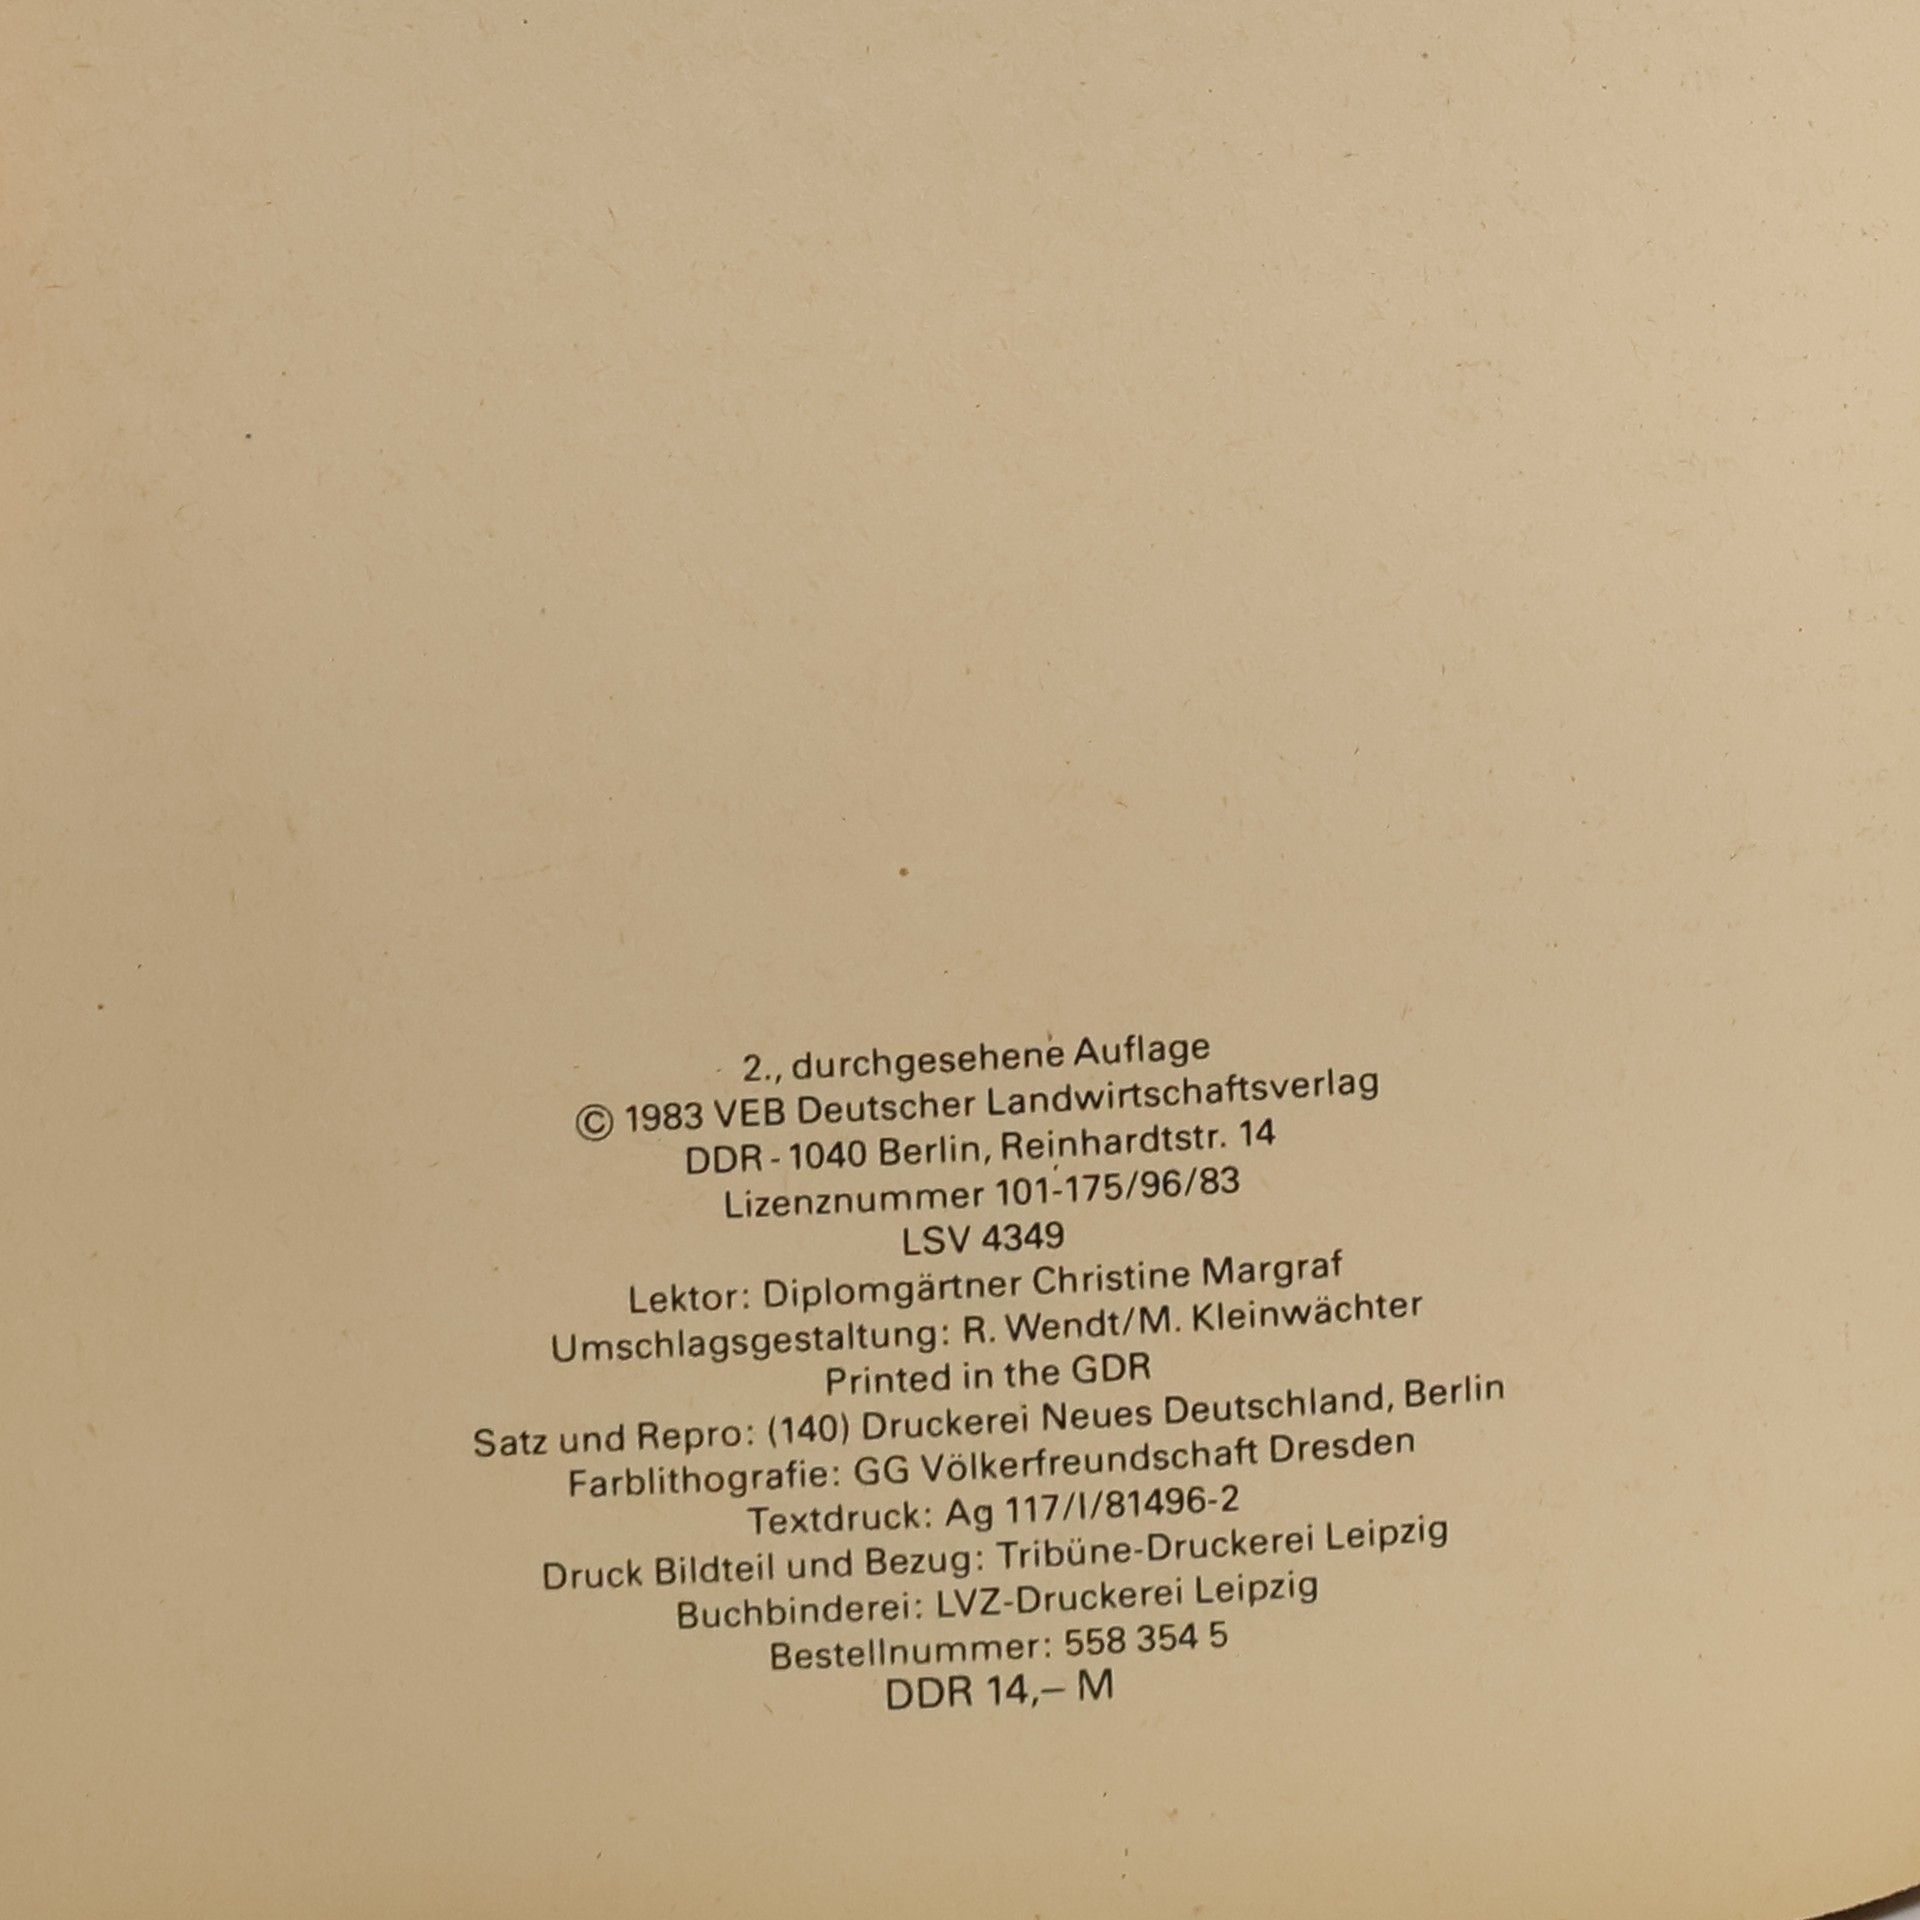 2., durchgesehene Auflage
© 1983 VEB Deutscher Landwirtschaftsverlag
DDR - 1040 Berlin, Reinhardtstr. 14
Lizenznummer 101-175/96/83
LSV 4349
Lektor: Diplomgärtner Christine Margraf
Umschlagsgestaltung: R. Wendt/M. Kleinwächter
Printed in the GDR
Satz und Repro: (140) Druckerei Neues Deutschland, Berlin
Farblithografie: GG Völkerfreundschaft Dresden
Textdruck: Ag 117/I/81496-2
Druck Bildteil und Bezug: Tribüne-Druckerei Leipzig
Buchbinderei: LVZ-Druckerei Leipzig
Bestellnummer: 558 354 5
DDR 14,– M